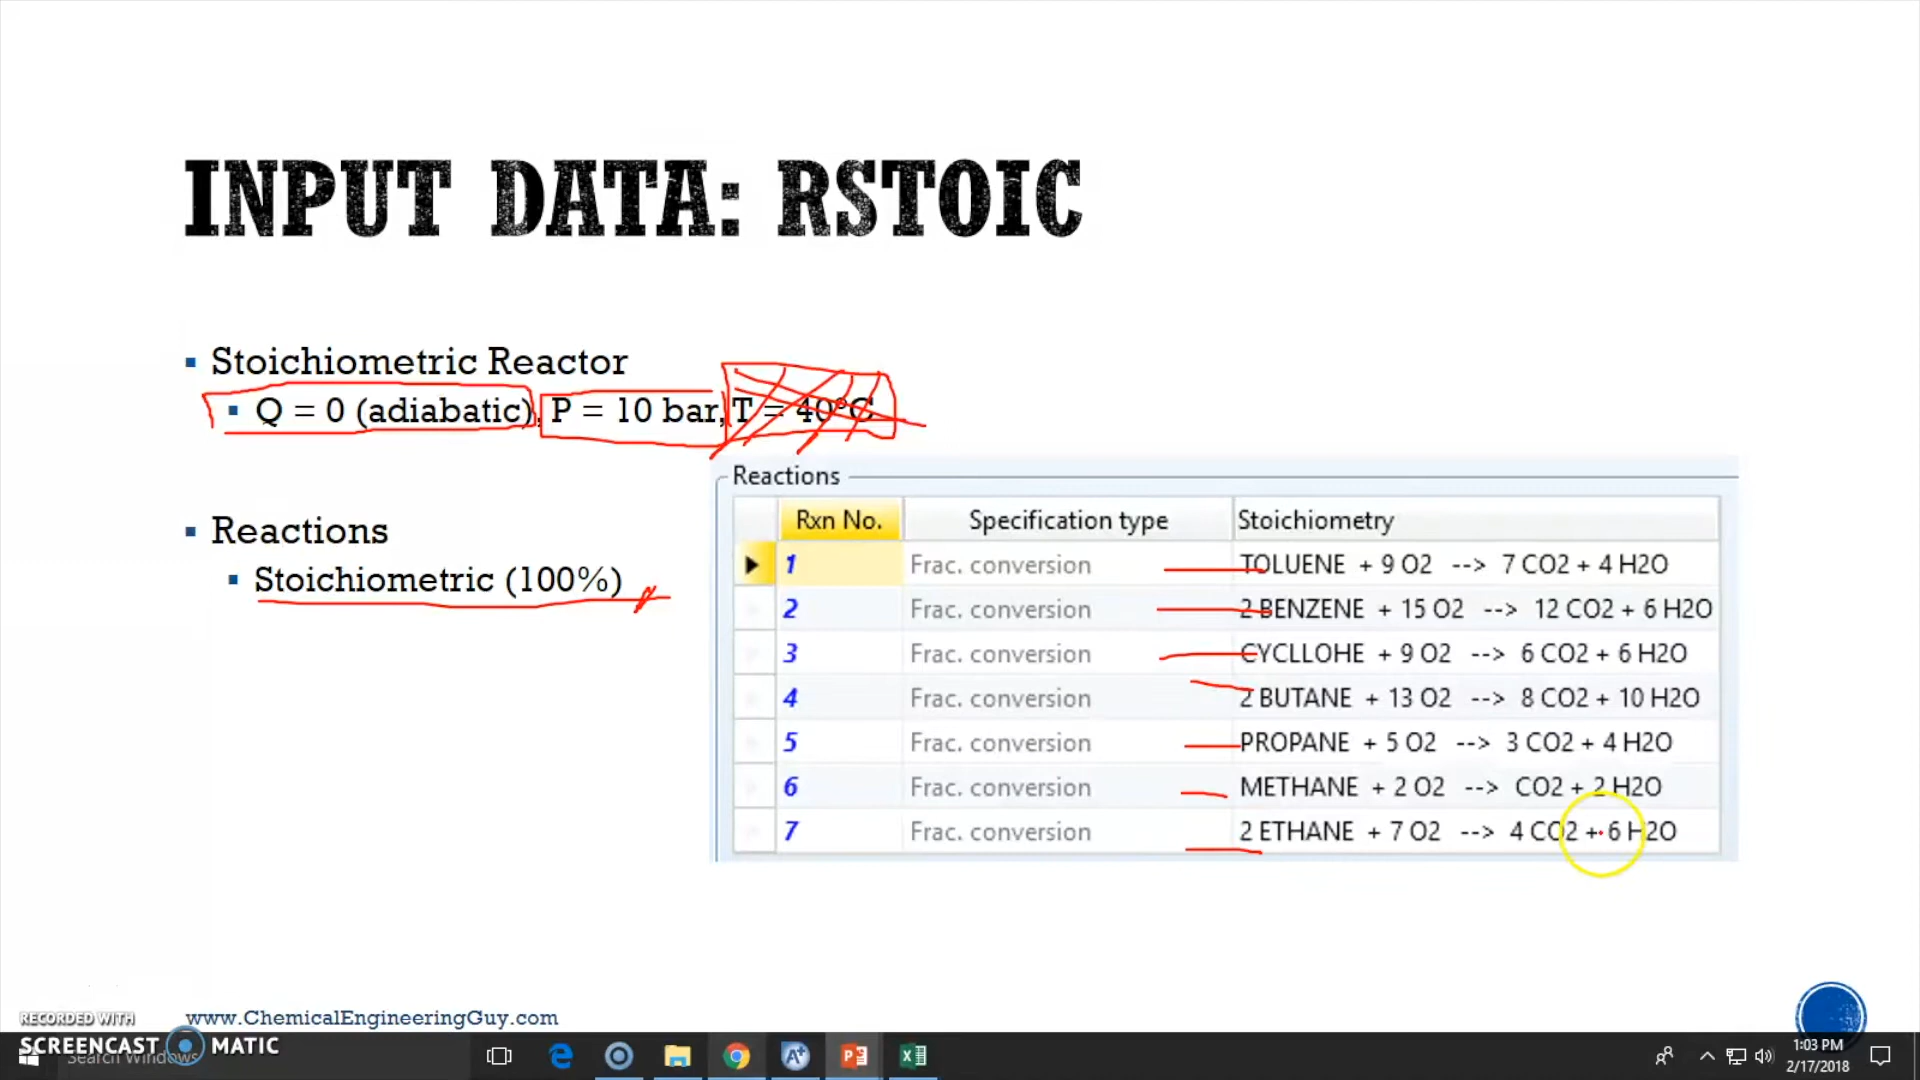 INPUT DATA: RSTOIC
Stoichiometric Reactor
Q = 0 (adiabatic), P = 10 bar, T = 40°C
Reactions
Stoichiometric (100%)
Reactions
Rxn No. Specification type Stoichiometry
1 Frac. conversion TOLUENE + 9 O2 --> 7 CO2 + 4 H2O
2 Frac. conversion 2 BENZENE + 15 O2 --> 12 CO2 + 6 H2O
3 Frac. conversion CYCLLOHE + 9 O2 --> 6 CO2 + 6 H2O
4 Frac. conversion 2 BUTANE + 13 O2 --> 8 CO2 + 10 H2O
5 Frac. conversion PROPANE + 5 O2 --> 3 CO2 + 4 H2O
6 Frac. conversion METHANE + 2 O2 --> CO2 + 2 H2O
7 Frac. conversion 2 ETHANE + 7 O2 --> 4 CO2 + 6 H2O
www.ChemicalEngineeringGuy.com
RECORDED WITH
SCREENCAST MATIC
Search Windows
1:03 PM
2/17/2018